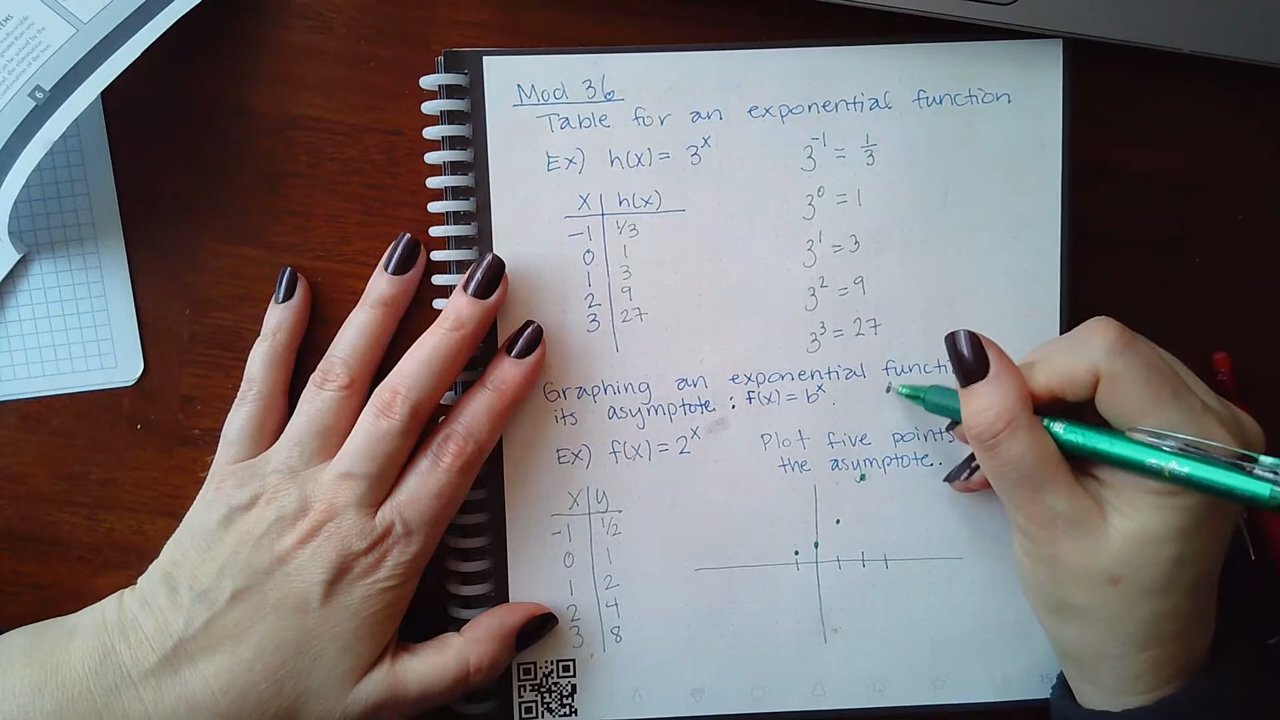 Mod 36
Table for an exponential function
Ex) h(x) = 3^x
3^-1 = 1/3
3^0 = 1
3^1 = 3
3^2 = 9
3^3 = 27
x | h(x)
-1 | 1/3
0 | 1
1 | 3
2 | 9
3 | 27
Graphing an exponential functi
its asymptote : f(x) = b^x.
Ex) f(x) = 2^x
Plot five points
the asymptote.
x | y
-1 | 1/2
0 | 1
1 | 2
2 | 4
3 | 8
6